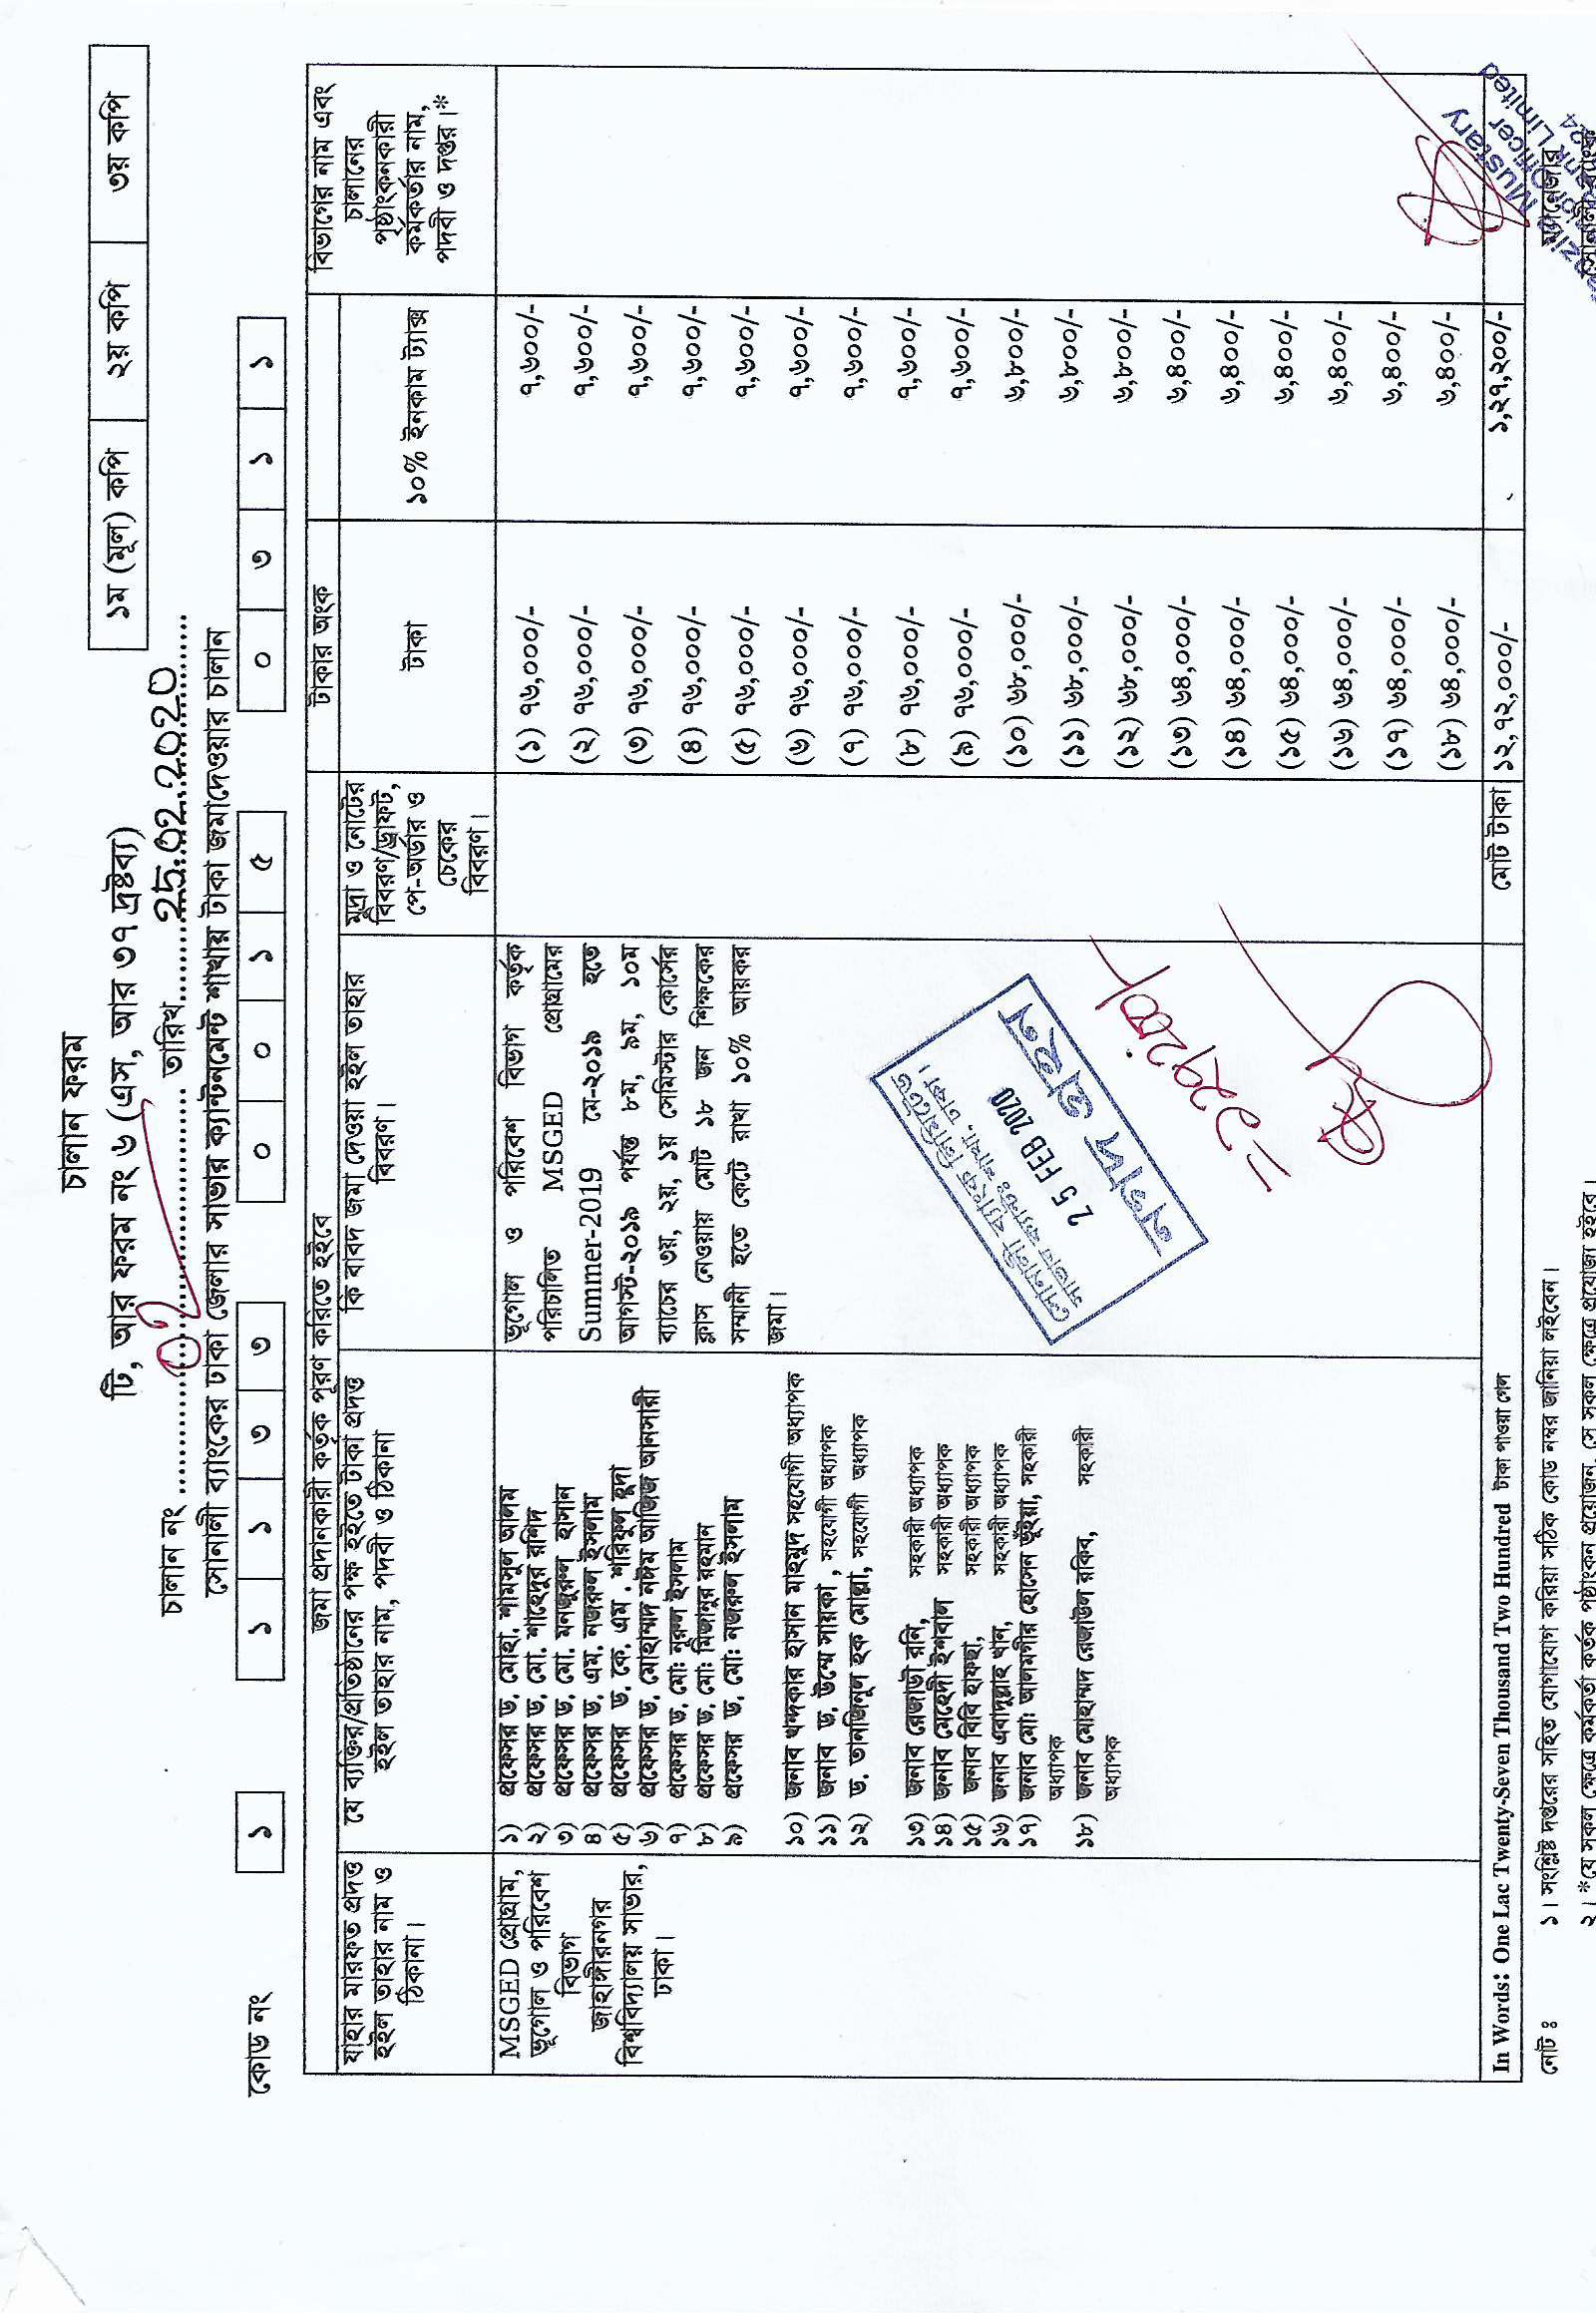 চালান ফরম
টি, আর ফরম নং ৬ (এস, আর ৩৭ দ্রষ্টব্য)
১ম (মূল) কপি ২য় কপি ৩য় কপি
চালান নং .................... তারিখ.......25.02.2020.......
সোনালী ব্যাংকের ঢাকা জেলার সাভার ক্যান্টনমেন্ট শাখায় টাকা জমাদেওয়ার চালান
কোড নং ১ ১ ১ ৩ ৩ ০ ০ ১ ৫ ০ ৩ ১ ১
জমা প্রদানকারী কর্তৃক পূরণ করিতে হইবে
টাকার অংক
বিভাগের নাম এবং
চালানের
পৃষ্ঠাংকনকারী
কর্মকর্তার নাম,
পদবী ও দপ্তর।*
যাহার মারফত প্রদত্ত
হইল তাহার নাম ও
ঠিকানা।
যে ব্যক্তির/প্রতিষ্ঠানের পক্ষ হইতে টাকা প্রদত্ত
হইল তাহার নাম, পদবী ও ঠিকানা
কি বাবদ জমা দেওয়া হইল তাহার
বিবরণ।
মুদ্রা ও নোটের
বিবরণ/ড্রাফট,
পে-অর্ডার ও
চেকের
বিবরণ।
টাকা
১০% ইনকাম ট্যাক্স
MSGED প্রোগ্রাম,
ভূগোল ও পরিবেশ
বিভাগ
জাহাঙ্গীরনগর
বিশ্ববিদ্যালয় সাভার,
ঢাকা।
১) প্রফেসর ড. মোহা. শামসুল আলম
২) প্রফেসর ড. মো. শাহেদুর রশিদ
৩) প্রফেসর ড. মো. মনজুরুল হাসান
৪) প্রফেসর ড. এম. নজরুল ইসলাম
৫) প্রফেসর ড. কে. এম . শরিফুল হুদা
৬) প্রফেসর ড. মোহাম্মদ নঈম আজিজ আনসারী
৭) প্রফেসর ড. মোঃ নূরুল ইসলাম
৮) প্রফেসর ড. মোঃ মিজানুর রহমান
৯) প্রফেসর ড. মোঃ নজরুল ইসলাম
১০) জনাব খন্দকার হাসান মাহমুদ সহযোগী অধ্যাপক
১১) জনাব ড. উম্মে সায়কা , সহযোগী অধ্যাপক
১২) ড. তানজিনুল হক মোল্লা, সহযোগী অধ্যাপক
১৩) জনাব রেজাউী রনি, সহকারী অধ্যাপক
১৪) জনাব মেহেদী ইশবাল সহকারী অধ্যাপক
১৫) জনাব বিবি হাফছা, সহকারী অধ্যাপক
১৬) জনাব এবাদুল্লাহ খান, সহকারী অধ্যাপক
১৭) জনাব মোঃ আলমগীর হোসেন ভুঁইয়া, সহকারী
অধ্যাপক
১৮) জনাব মোহাম্মদ রেজাউল রকিব, সহকারী
অধ্যাপক
ভূগোল ও পরিবেশ বিভাগ কর্তৃক
পরিচালিত MSGED প্রোগ্রামের
Summer-2019 মে-২০১৯ হতে
আগস্ট-২০১৯ পর্যন্ত ৮ম, ৯ম, ১০ম
ব্যাচের ৩য়, ২য়, ১ম সেমিস্টার কোর্সের
ক্লাস নেওয়ায় মোট ১৮ জন শিক্ষকের
সম্মানী হতে কেটে রাখা ১০% আয়কর
জমা।
সোনালী ব্যাংক লিমিটেড
সাভার ক্যান্টঃ শাখা, ঢাকা।
25 FEB 2020
নগদ গ্রহণ
(১) ৭৬,০০০/- ৭,৬০০/-
(২) ৭৬,০০০/- ৭,৬০০/-
(৩) ৭৬,০০০/- ৭,৬০০/-
(৪) ৭৬,০০০/- ৭,৬০০/-
(৫) ৭৬,০০০/- ৭,৬০০/-
(৬) ৭৬,০০০/- ৭,৬০০/-
(৭) ৭৬,০০০/- ৭,৬০০/-
(৮) ৭৬,০০০/- ৭,৬০০/-
(৯) ৭৬,০০০/- ৭,৬০০/-
(১০) ৬৮,০০০/- ৬,৮০০/-
(১১) ৬৮,০০০/- ৬,৮০০/-
(১২) ৬৮,০০০/- ৬,৮০০/-
(১৩) ৬৪,০০০/- ৬,৪০০/-
(১৪) ৬৪,০০০/- ৬,৪০০/-
(১৫) ৬৪,০০০/- ৬,৪০০/-
(১৬) ৬৪,০০০/- ৬,৪০০/-
(১৭) ৬৪,০০০/- ৬,৪০০/-
(১৮) ৬৪,০০০/- ৬,৪০০/-
মোট টাকা ১২,৭২,০০০/- ১,২৭,২০০/-
In Words: One Lac Twenty-Seven Thousand Two Hundred টাকা পাওয়া গেল
Mustary
Officer
Limited
ম্যানেজার
সোনালী ব্যাংক
নোট ঃ ১। সংশ্লিষ্ট দপ্তরের সহিত যোগাযোগ করিয়া সঠিক কোড নম্বর জানিয়া লইবেন।
২। *যে সকল ক্ষেত্রে কর্মকর্তা কর্তৃক পৃষ্ঠাংকন প্রয়োজন, সে সকল ক্ষেত্রে প্রযোজ্য হইবে।